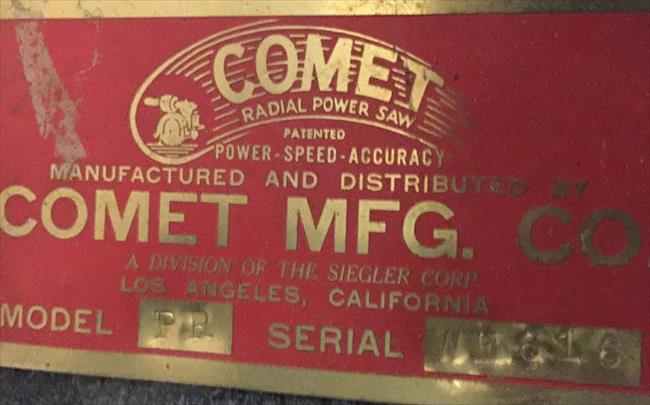 COMET
RADIAL POWER SAW
PATENTED
POWER-SPEED-ACCURACY
MANUFACTURED AND DISTRIBUTED BY
COMET MFG. CO.
A DIVISION OF THE SIEGLER CORP.
LOS ANGELES, CALIFORNIA
MODEL SERIAL